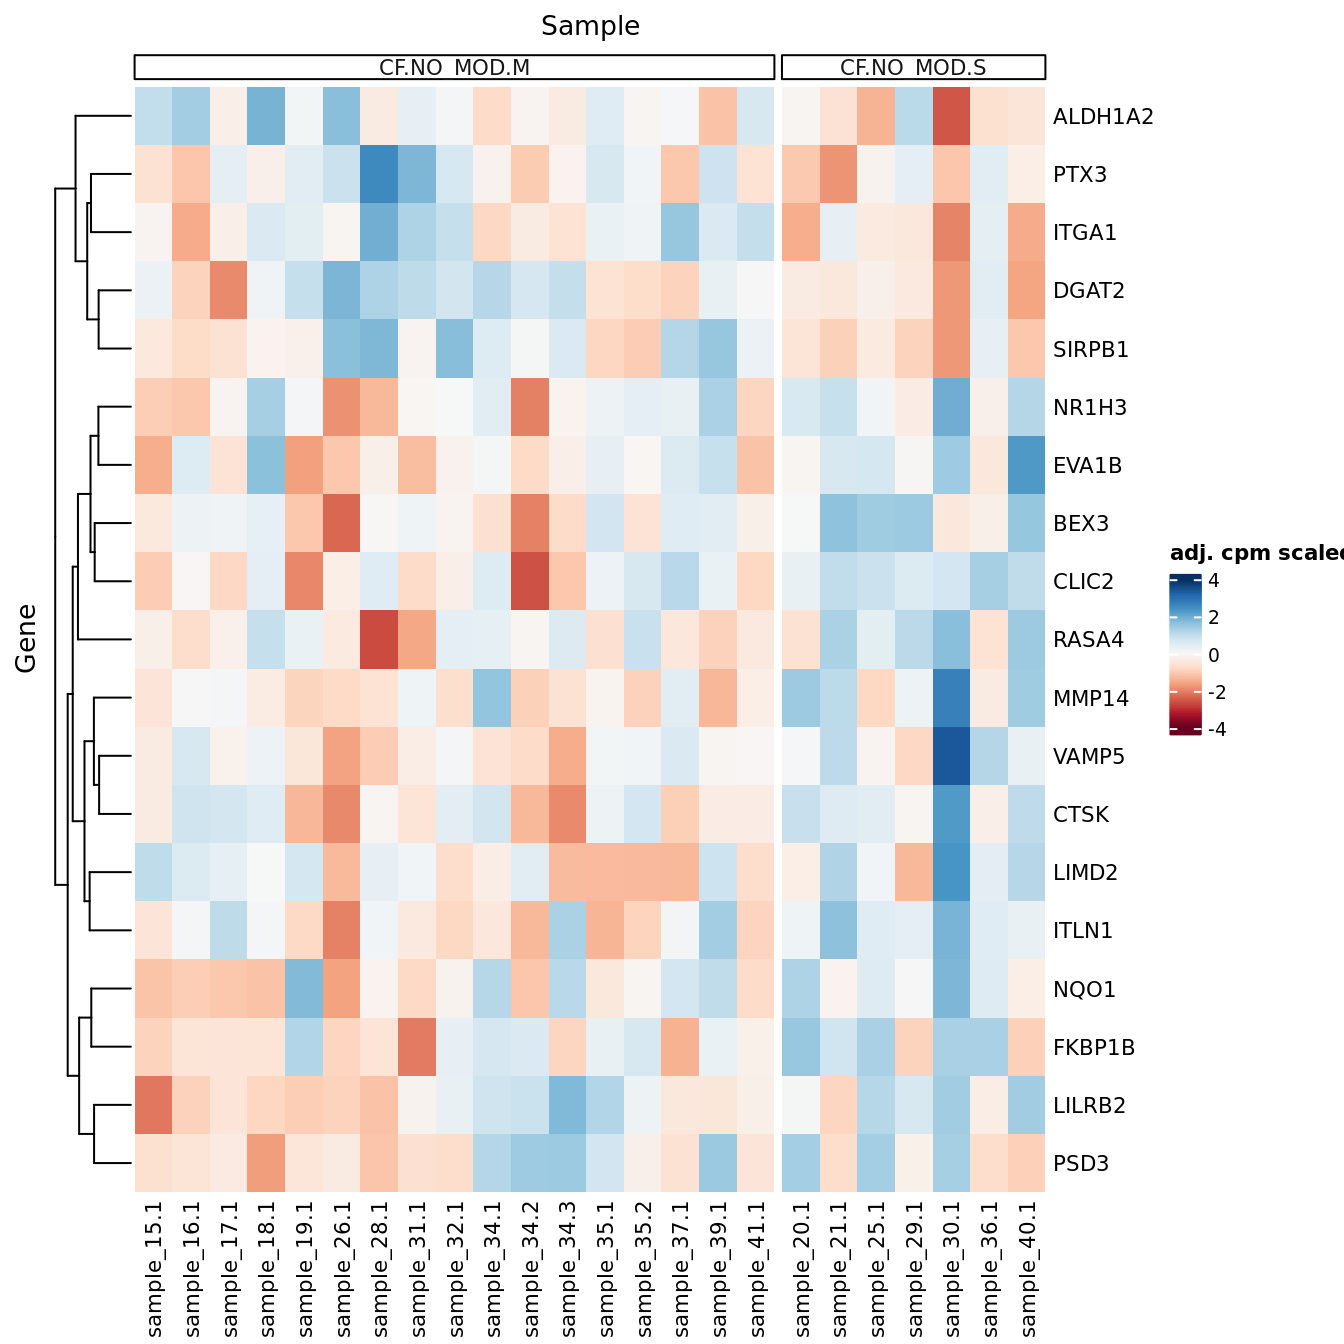 Sample
CF.NO_MOD.M
CF.NO_MOD.S
ALDH1A2
PTX3
ITGA1
DGAT2
SIRPB1
NR1H3
EVA1B
BEX3
CLIC2
RASA4
MMP14
VAMP5
CTSK
LIMD2
ITLN1
NQO1
FKBP1B
LILRB2
PSD3
Gene
adj. cpm scaled
4
2
0
-2
-4
sample_15.1
sample_16.1
sample_17.1
sample_18.1
sample_19.1
sample_26.1
sample_28.1
sample_31.1
sample_32.1
sample_34.1
sample_34.2
sample_34.3
sample_35.1
sample_35.2
sample_37.1
sample_39.1
sample_41.1
sample_20.1
sample_21.1
sample_25.1
sample_29.1
sample_30.1
sample_36.1
sample_40.1